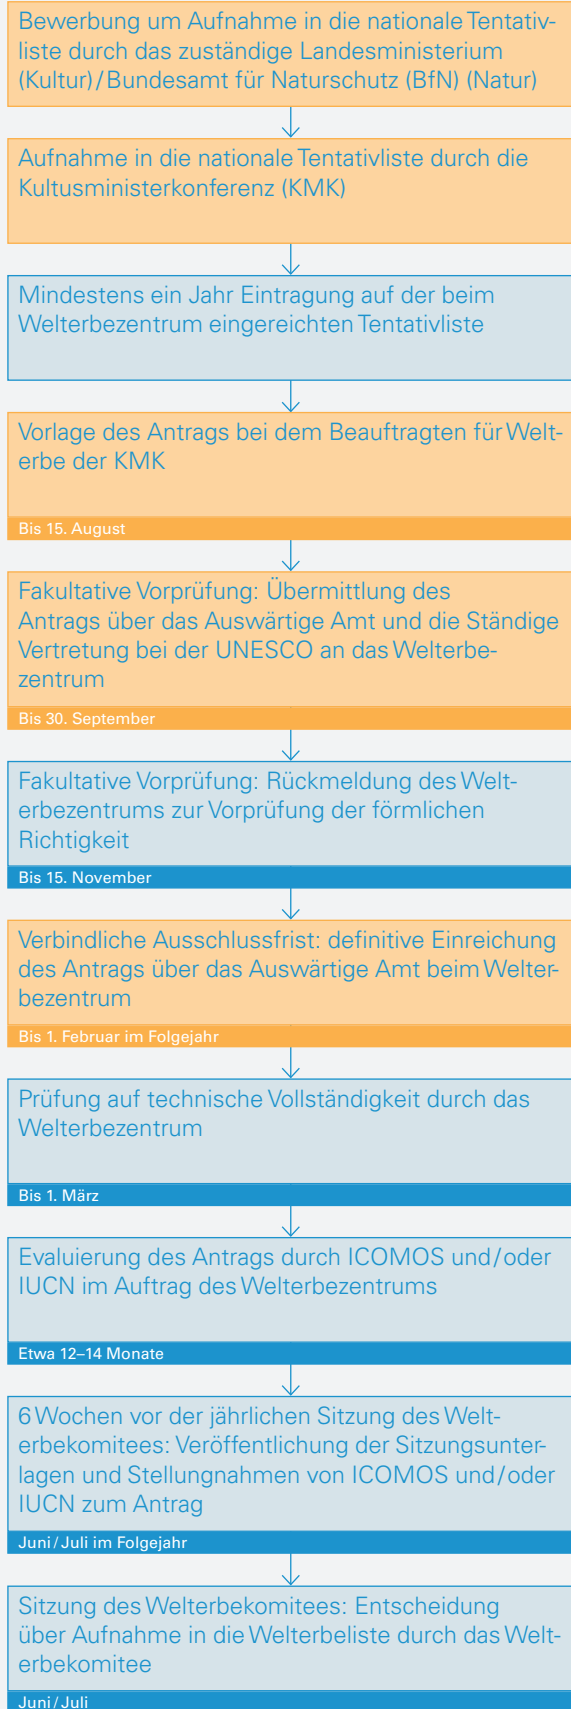 Bewerbung um Aufnahme in die nationale Tentativ-
liste durch das zuständige Landesministerium
(Kultur)/Bundesamt für Naturschutz (BfN) (Natur)
Aufnahme in die nationale Tentativliste durch die
Kultusministerkonferenz (KMK)
Mindestens ein Jahr Eintragung auf der beim
Welterbezentrum eingereichten Tentativliste
Vorlage des Antrags bei dem Beauftragten für Welt-
erbe der KMK
Bis 15. August
Fakultative Vorprüfung: Übermittlung des
Antrags über das Auswärtige Amt und die Ständige
Vertretung bei der UNESCO an das Welterbe-
zentrum
Bis 30. September
Fakultative Vorprüfung: Rückmeldung des Welt-
erbezentrums zur Vorprüfung der förmlichen
Richtigkeit
Bis 15. November
Verbindliche Ausschlussfrist: definitive Einreichung
des Antrags über das Auswärtige Amt beim Welter-
bezentrum
Bis 1. Februar im Folgejahr
Prüfung auf technische Vollständigkeit durch das
Welterbezentrum
Bis 1. März
Evaluierung des Antrags durch ICOMOS und/oder
IUCN im Auftrag des Welterbezentrums
Etwa 12–14 Monate
6 Wochen vor der jährlichen Sitzung des Welt-
erbekomitees: Veröffentlichung der Sitzungsunter-
lagen und Stellungnahmen von ICOMOS und/oder
IUCN zum Antrag
Juni/Juli im Folgejahr
Sitzung des Welterbekomitees: Entscheidung
über Aufnahme in die Welterbeliste durch das Welt-
erbekomitee
Juni/Juli